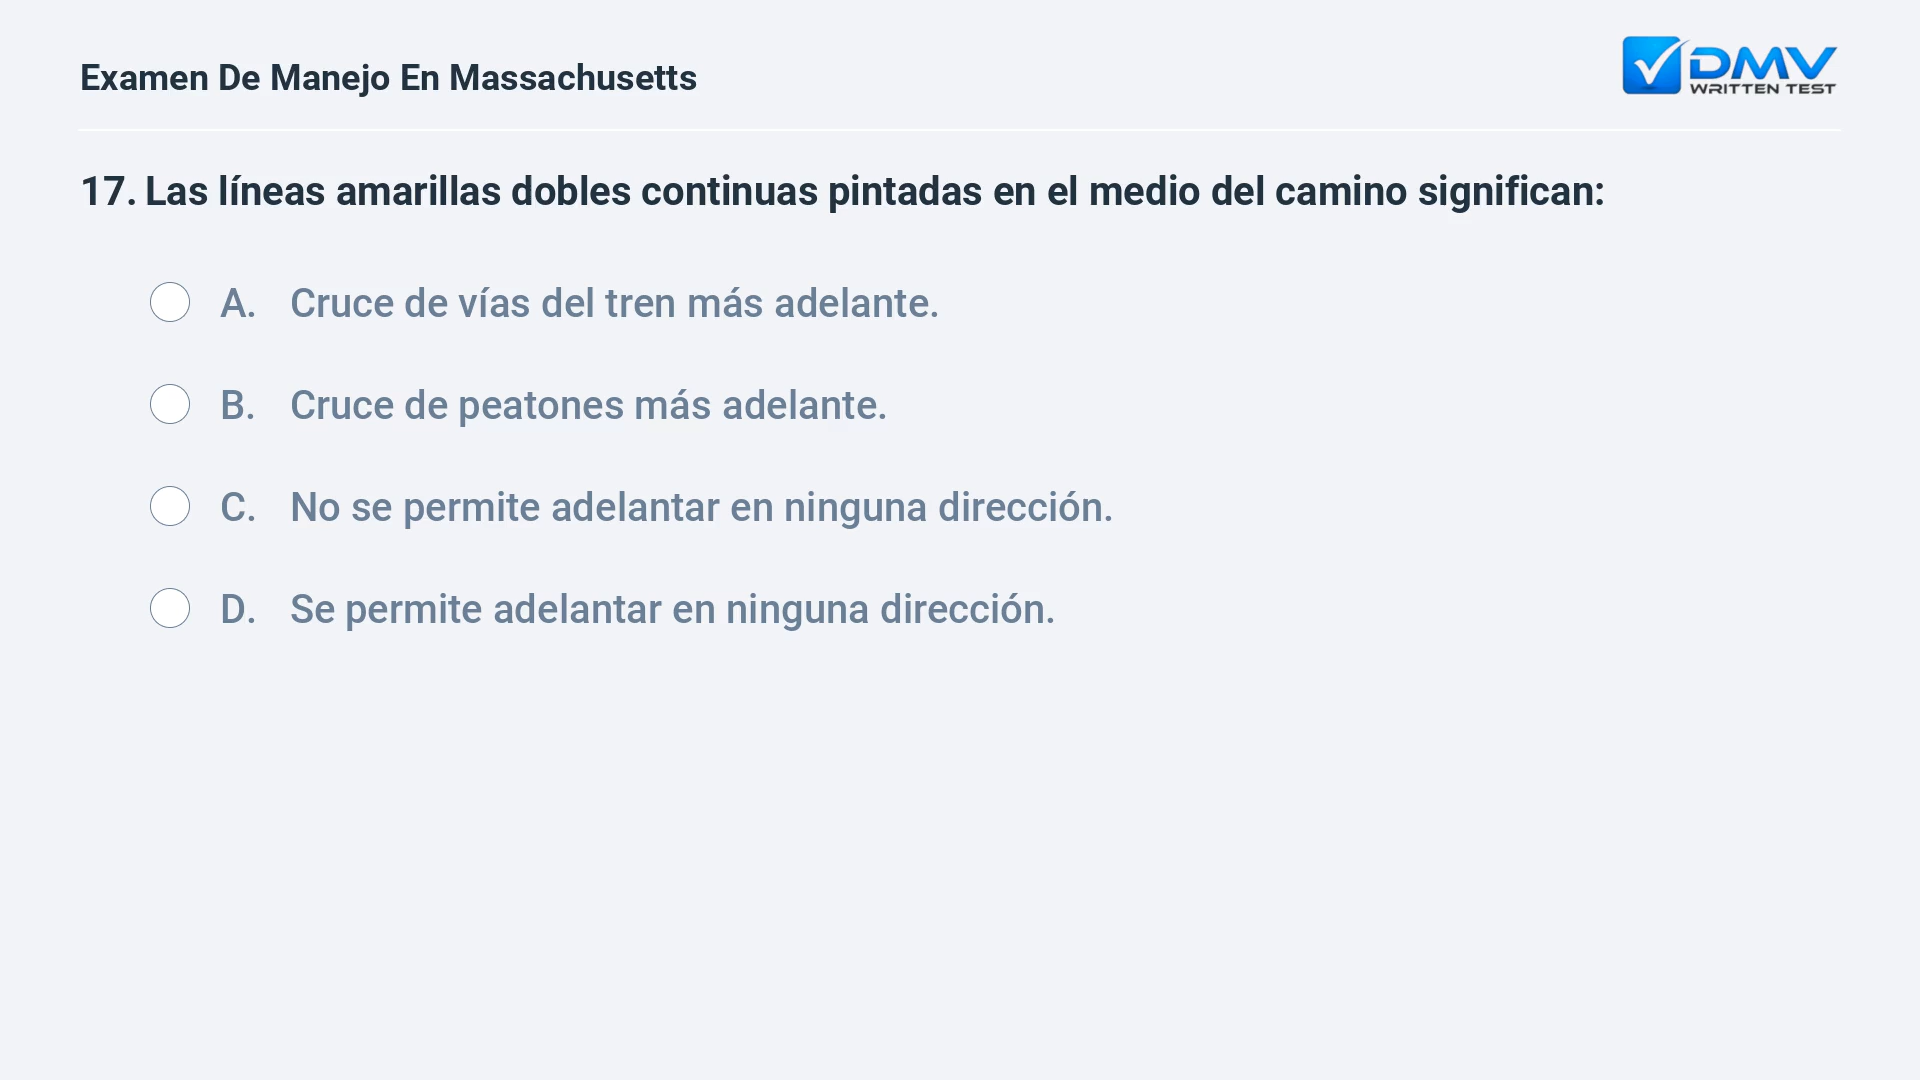 Examen De Manejo En Massachusetts
DMV
WRITTEN TEST
17. Las líneas amarillas dobles continuas pintadas en el medio del camino significan:
A. Cruce de vías del tren más adelante.
B. Cruce de peatones más adelante.
C. No se permite adelantar en ninguna dirección.
D. Se permite adelantar en ninguna dirección.